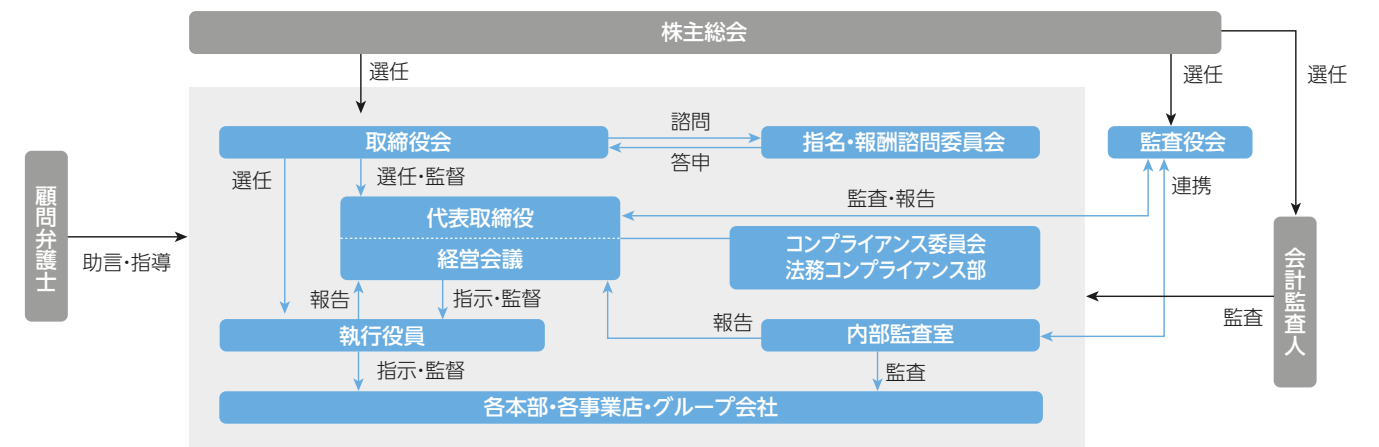 株主総会
選任
選任
選任
取締役会
諮問
答申
指名・報酬諮問委員会
監査役会
選任
選任・監督
連携
顧問弁護士
助言・指導
代表取締役
経営会議
監査・報告
コンプライアンス委員会
法務コンプライアンス部
会計監査人
監査
報告
指示・監督
執行役員
報告
内部監査室
指示・監督
監査
各本部・各事業店・グループ会社